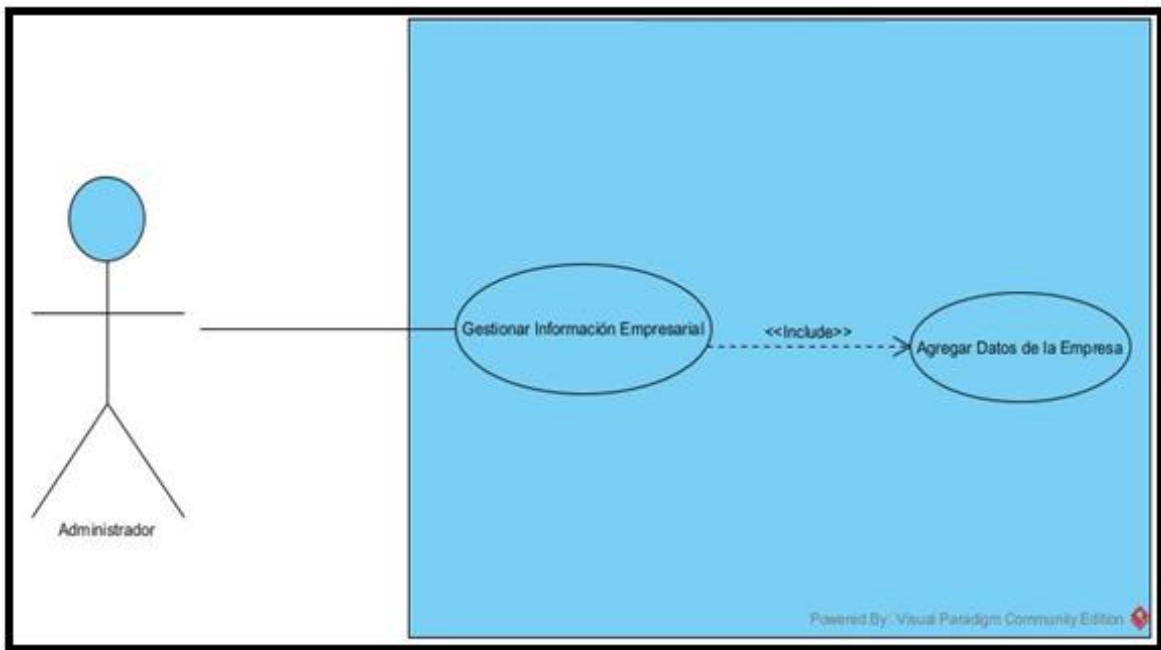 Gestionar Información Empresarial
<<Include>>
Agregar Datos de la Empresa
Administrador
Powered By: Visual Paradigm Community Edition